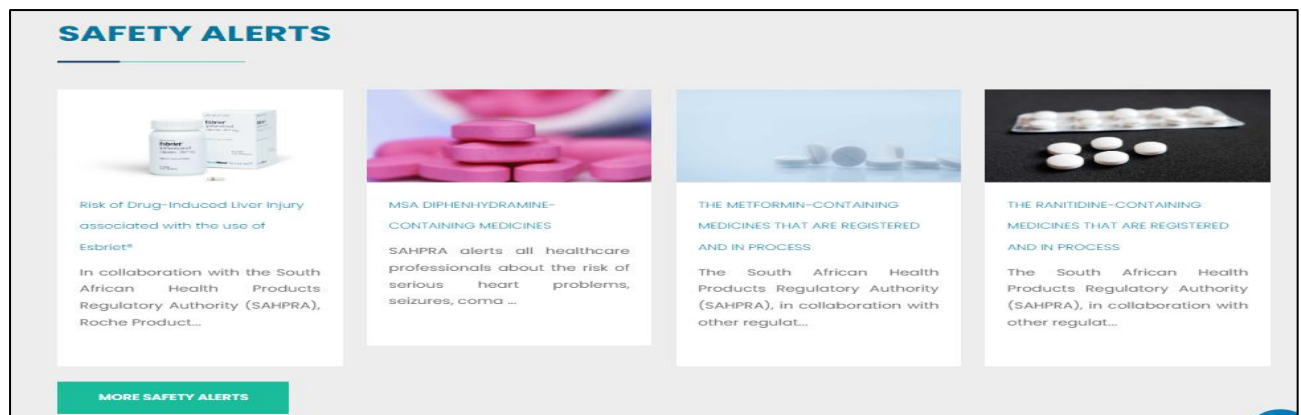 SAFETY ALERTS
Esbriet
Esbriet
Risk of Drug-Induced Liver Injury
associated with the use of
Esbriet®
In collaboration with the South
African Health Products
Regulatory Authority (SAHPRA),
Roche Product...
MSA DIPHENHYDRAMINE-
CONTAINING MEDICINES
SAHPRA alerts all healthcare
professionals about the risk of
serious heart problems,
seizures, coma ...
THE METFORMIN-CONTAINING
MEDICINES THAT ARE REGISTERED
AND IN PROCESS
The South African Health
Products Regulatory Authority
(SAHPRA), in collaboration with
other regulat...
THE RANITIDINE-CONTAINING
MEDICINES THAT ARE REGISTERED
AND IN PROCESS
The South African Health
Products Regulatory Authority
(SAHPRA), in collaboration with
other regulat...
MORE SAFETY ALERTS